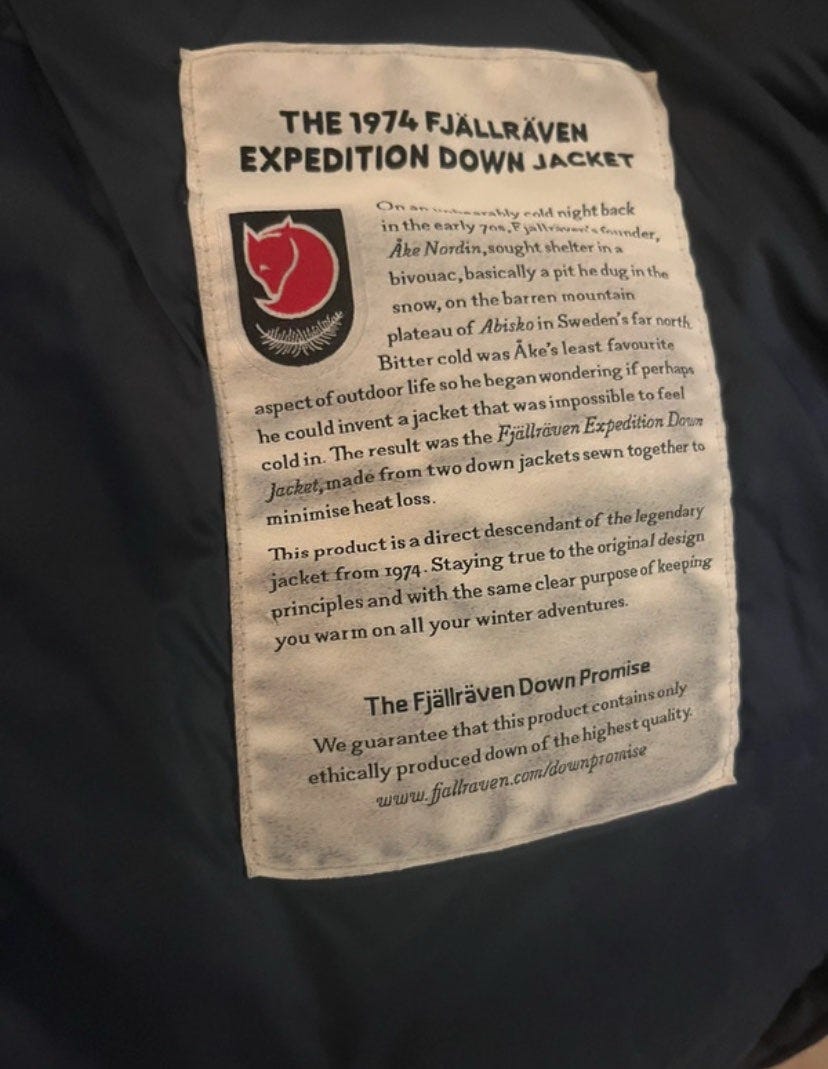 THE 1974 FJÄLLRÄVEN
EXPEDITION DOWN JACKET
On an unbearably cold night back
in the early 70s, Fjällräven's founder,
Åke Nordin, sought shelter in a
bivouac, basically a pit he dug in the
snow, on the barren mountain
plateau of Abisko in Sweden's far north.
Bitter cold was Åke's least favourite
aspect of outdoor life so he began wondering if perhaps
he could invent a jacket that was impossible to feel
cold in. The result was the Fjällräven Expedition Down
Jacket, made from two down jackets sewn together to
minimise heat loss.
This product is a direct descendant of the legendary
jacket from 1974. Staying true to the original design
principles and with the same clear purpose of keeping
you warm on all your winter adventures.
The Fjällräven Down Promise
We guarantee that this product contains only
ethically produced down of the highest quality.
www.fjallraven.com/downpromise